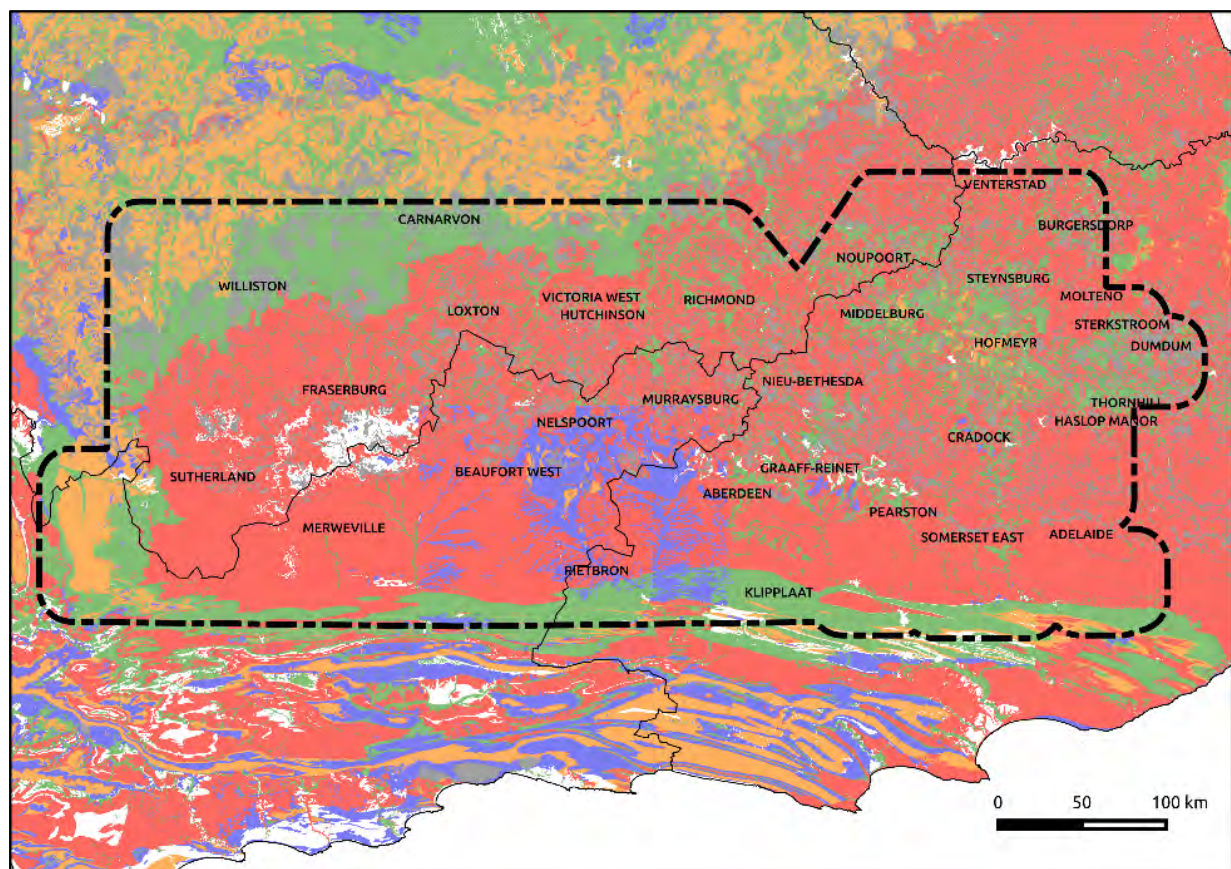 VENTERSTAD
CARNARVON
BURGERSDORP
NOUPOORT
STEYNSBURG
WILLISTON
MOLTENO
VICTORIA WEST
RICHMOND
LOXTON
HUTCHINSON
MIDDELBURG
STERKSTROOM
HOFMEYR
DUMDUM
NIEU-BETHESDA
FRASERBURG
MURRAYSBURG
THORNHILL
NELSPOORT
HASLOP MANOR
CRADOCK
SUTHERLAND
BEAUFORT WEST
GRAAFF-REINET
ABERDEEN
PEARSTON
MERWEVILLE
SOMERSET EAST
ADELAIDE
RIETBRON
KLIPPLAAT
0 50 100 km